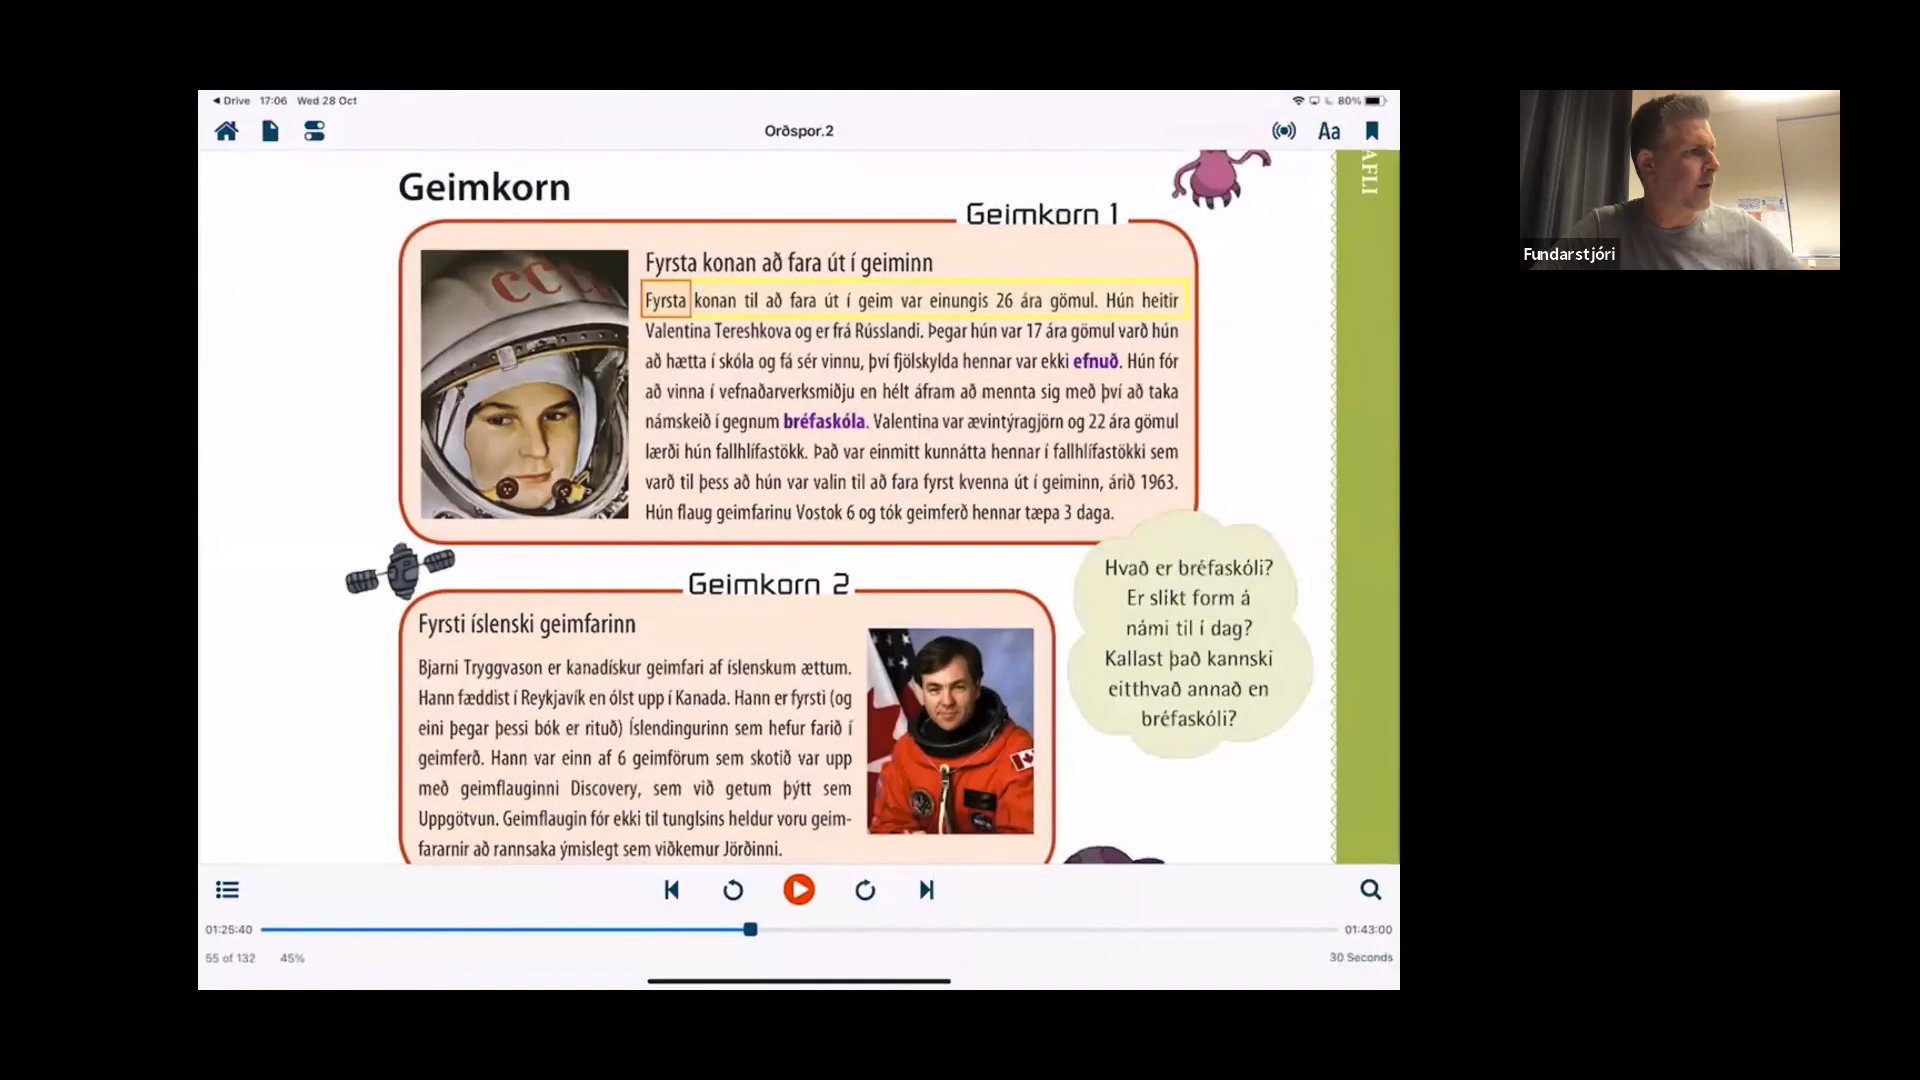 Drive 17:06 Wed 28 Oct
80%
Orðspor.2
Aa
AFLI
Geimkorn
Geimkorn 1
Fyrsta konan að fara út í geiminn
Fyrsta konan til að fara út í geim var einungis 26 ára gömul. Hún heitir
Valentina Tereshkova og er frá Rússlandi. Þegar hún var 17 ára gömul varð hún
að hætta í skóla og fá sér vinnu, því fjölskylda hennar var ekki efnuð. Hún fór
að vinna í vefnaðarverksmiðju en hélt áfram að mennta sig með því að taka
námskeið í gegnum bréfaskóla. Valentina var ævintýragjörn og 22 ára gömul
lærði hún fallhlífastökk. Það var einmitt kunnátta hennar í fallhlífastökki sem
varð til þess að hún var valin til að fara fyrst kvenna út í geiminn, árið 1963.
Hún flaug geimfarinu Vostok 6 og tók geimferð hennar tæpa 3 daga.
Geimkorn 2
Fyrsti íslenski geimfarinn
Bjarni Tryggvason er kanadískur geimfari af íslenskum ættum.
Hann fæddist í Reykjavík en ólst upp í Kanada. Hann er fyrsti (og
eini þegar þessi bók er rituð) Íslendingurinn sem hefur farið í
geimferð. Hann var einn af 6 geimförum sem skotið var upp
með geimflauginni Discovery, sem við getum þýtt sem
Uppgötvun. Geimflaugin fór ekki til tunglsins heldur voru geim-
fararnir að rannsaka ýmislegt sem viðkemur Jörðinni.
Hvað er bréfaskóli?
Er slíkt form á
námi til í dag?
Kallast það kannski
eitthvað annað en
bréfaskóli?
01:25:40
01:43:00
55 of 132 45%
30 Seconds
Fundarstjóri